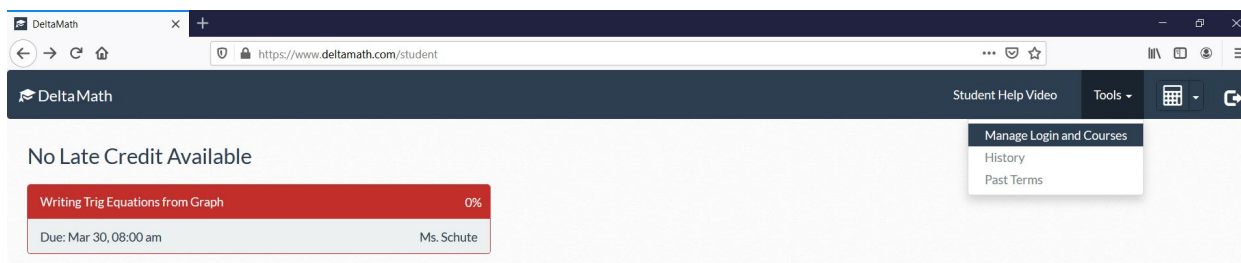 DeltaMath
https://www.deltamath.com/student
DeltaMath
Student Help Video
Tools
Manage Login and Courses
History
Past Terms
No Late Credit Available
Writing Trig Equations from Graph 0%
Due: Mar 30, 08:00 am Ms. Schute